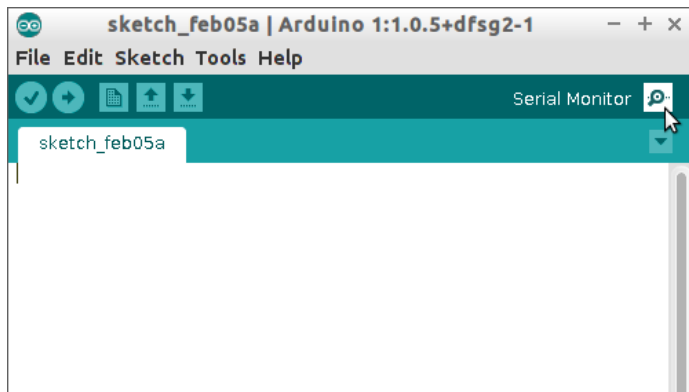 sketch_feb05a | Arduino 1:1.0.5+dfsg2-1
File Edit Sketch Tools Help
Serial Monitor
sketch_feb05a